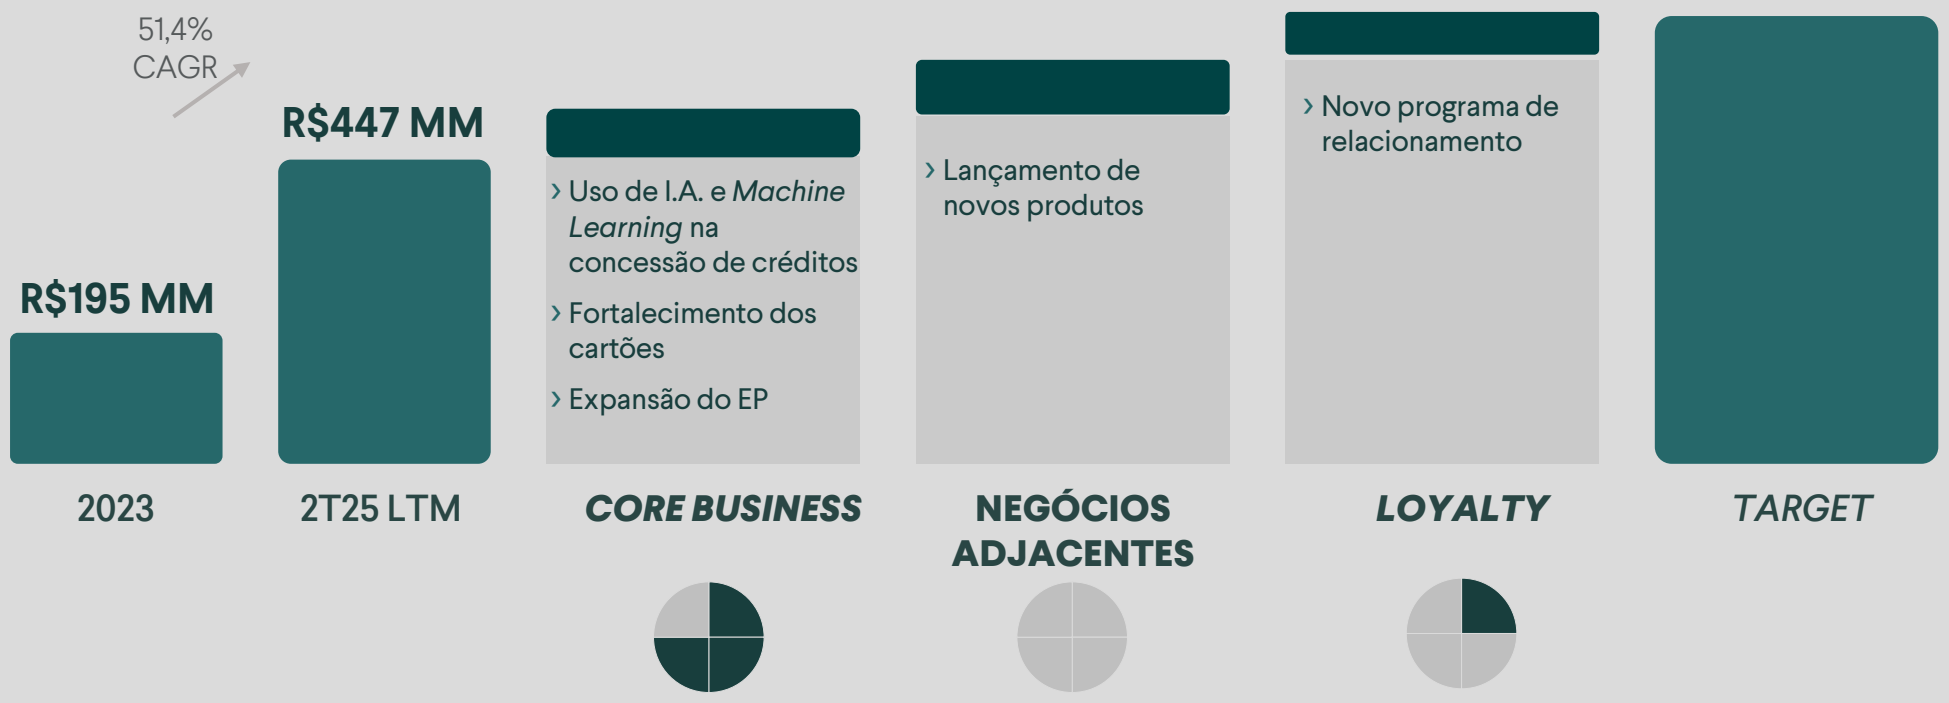 51,4%
CAGR
R$195 MM
2023
R$447 MM
2T25 LTM
› Uso de I.A. e Machine
Learning na
concessão de créditos
› Fortalecimento dos
cartões
› Expansão do EP
CORE BUSINESS
› Lançamento de
novos produtos
NEGÓCIOS
ADJACENTES
› Novo programa de
relacionamento
LOYALTY
TARGET